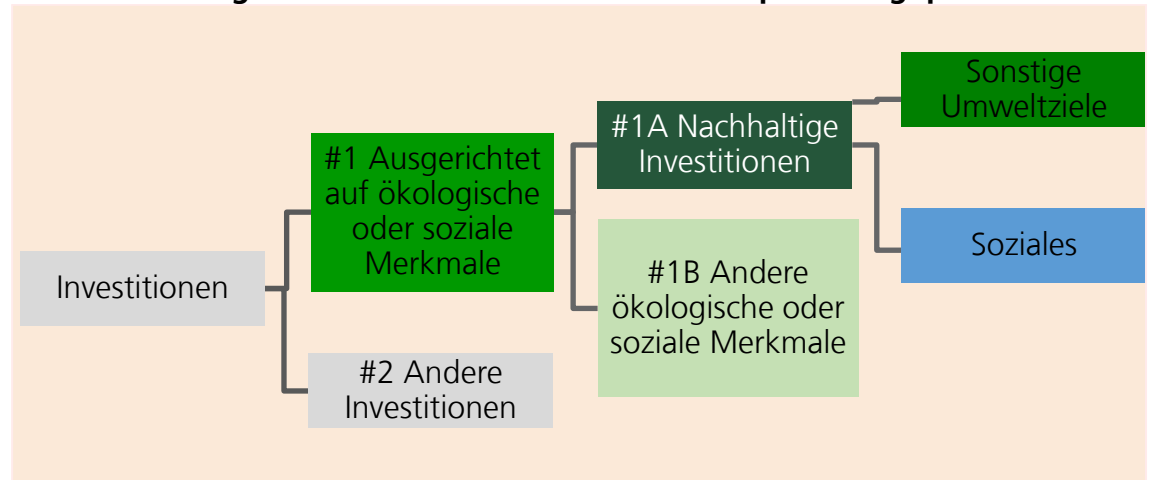 Investitionen
#1 Ausgerichtet
auf ökologische
oder soziale
Merkmale
#2 Andere
Investitionen
#1A Nachhaltige
Investitionen
#1B Andere
ökologische oder
soziale Merkmale
Sonstige
Umweltziele
Soziales